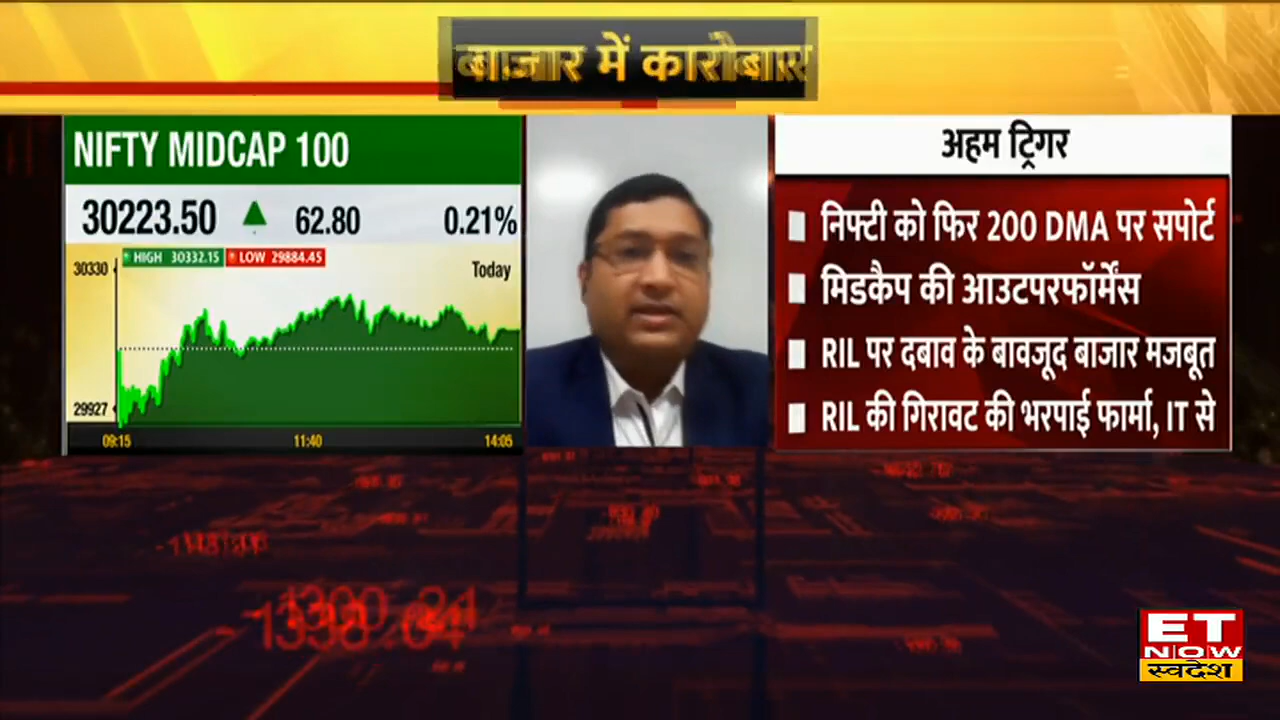 बाजार में कारोबार
NIFTY MIDCAP 100
30223.50 ▲ 62.80 0.21%
HIGH 30332.15 LOW 29884.45
Today
30330
29927
09:15 11:40 14:05
अहम ट्रिगर
निफ्टी को फिर 200 DMA पर सपोर्ट
मिडकैप की आउटपरफॉर्मेंस
RIL पर दबाव के बावजूद बाजार मजबूत
RIL की गिरावट की भरपाई फार्मा, IT से
ET
NOW
स्वदेश